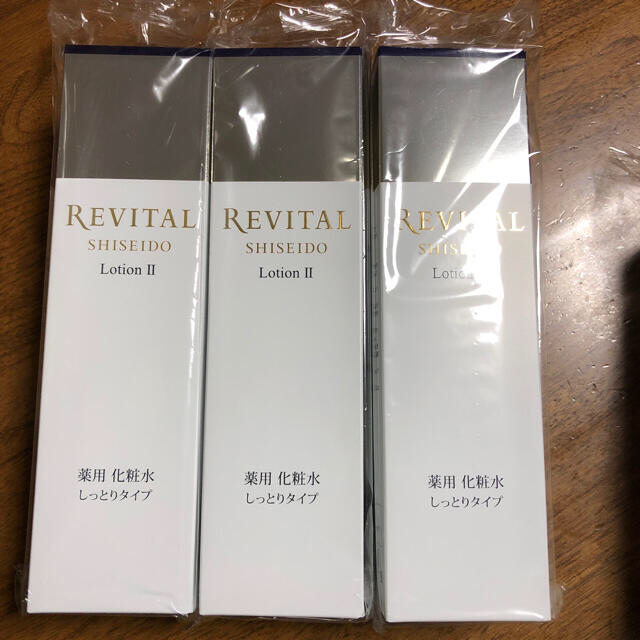 REVITAL
SHISEIDO
Lotion II
薬用 化粧水
しっとりタイプ
REVITAL
SHISEIDO
Lotion II
薬用 化粧水
しっとりタイプ
REVITAL
SHISEIDO
Lotion
薬用 化粧水
しっとりタイプ